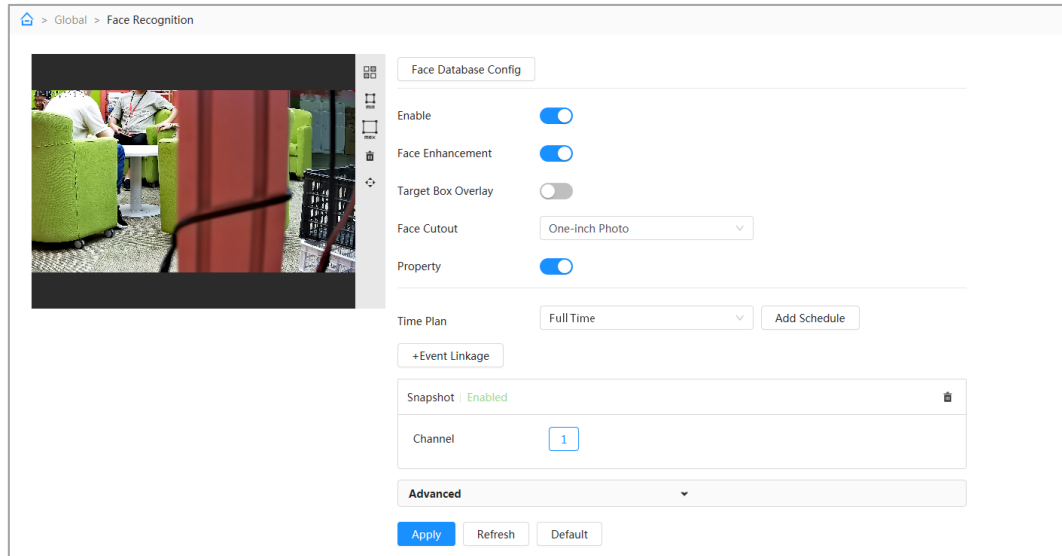 > Global > Face Recognition
Face Database Config
Enable
Face Enhancement
Target Box Overlay
Face Cutout One-inch Photo
Property
Time Plan Full Time Add Schedule
+Event Linkage
Snapshot Enabled
Channel 1
Advanced
Apply Refresh Default